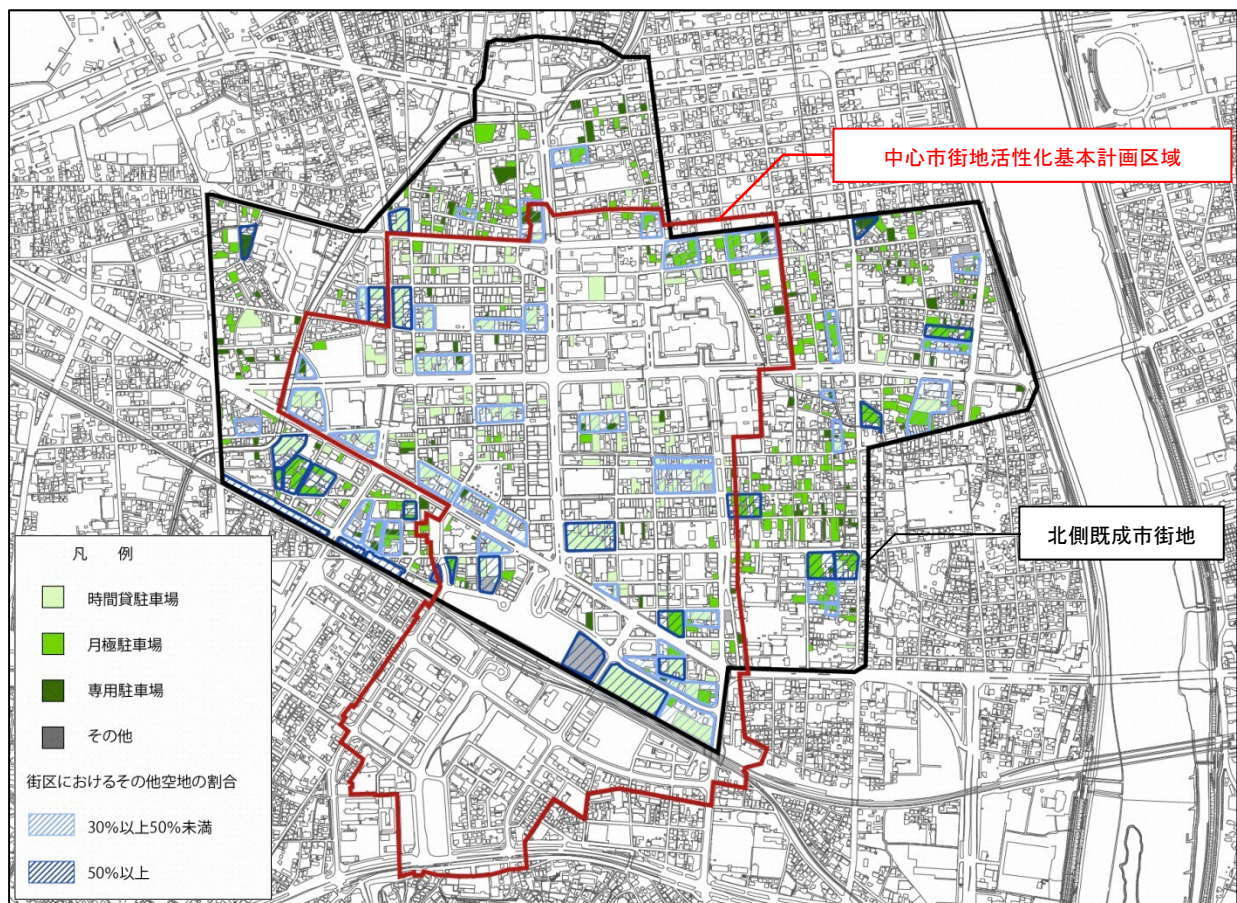 中心市街地活性化基本計画区域
北側既成市街地
凡　例
時間貸駐車場
月極駐車場
専用駐車場
その他
街区におけるその他空地の割合
30%以上50%未満
50%以上